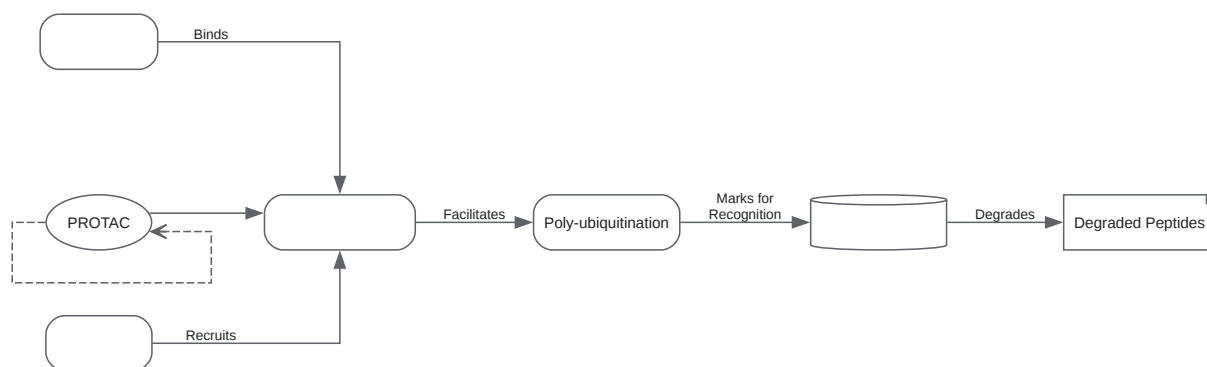 Binds
PROTAC
Facilitates
Poly-ubiquitination
Marks for
Recognition
Degrades
Degraded Peptides
Recruits